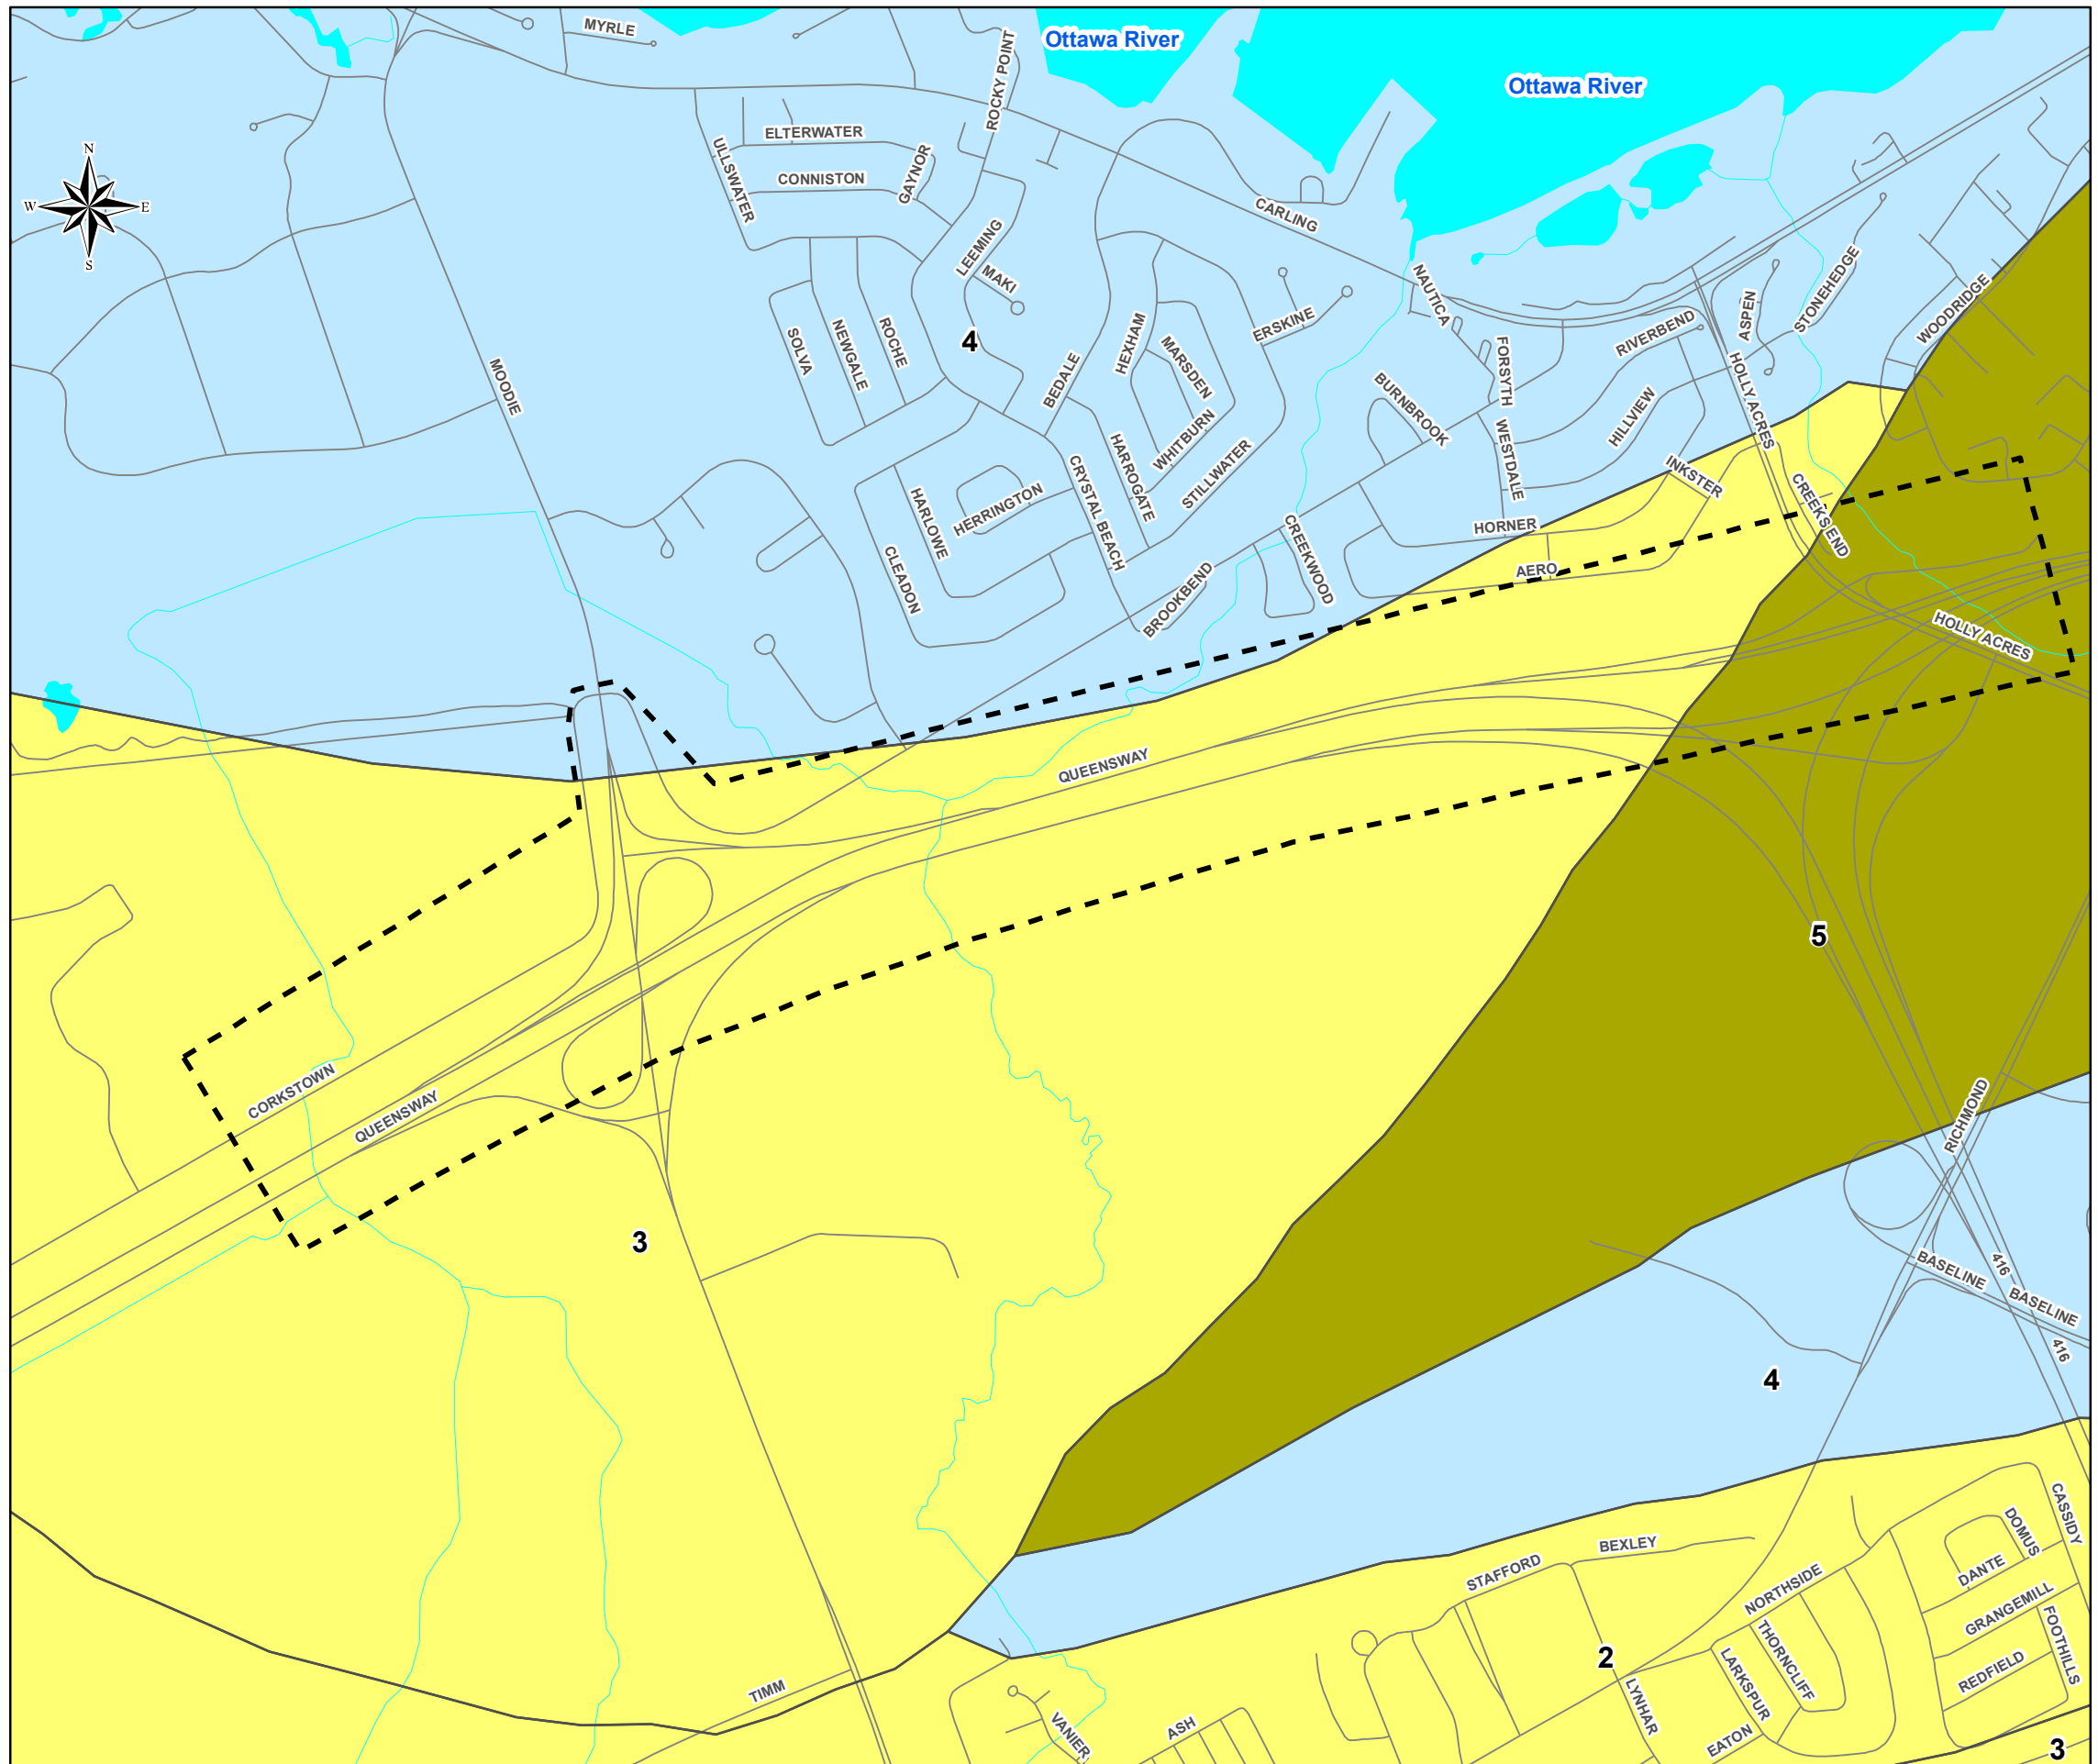 MYRLE
Ottawa River
ROCKY POINT
Ottawa River
ELTERWATER
ULLSWATER
CONNISTON
GAYNOR
N
W
E
S
CARLING
LEEMING
MAKI
NAUTICA
STONEHEDGE
ASPEN
WOODRIDGE
SOLVA
NEWGALE
ROCHE
4
HEXHAM
MARSDEN
ERSKINE
RIVERBEND
FORSYTH
MOODIE
BEDALE
BURNBROOK
HILLVIEW
HOLLY ACRES
WHITBURN
HARROGATE
STILLWATER
WESTDALE
INKSTER
CRYSTAL BEACH
HARLOWE
HERRINGTON
CREEKS END
HORNER
CREEKWOOD
CLEADON
AERO
BROOKBEND
HOLLY ACRES
QUEENSWAY
5
CORKSTOWN
QUEENSWAY
RICHMOND
3
BASELINE
416
BASELINE
416
4
CASSIDY
DOMUS
BEXLEY
STAFFORD
DANTE
NORTHSIDE
GRANGEMILL
FOOTHILLS
THORNCLIFF
2
LARKSPUR
REDFIELD
TIMM
LYNHAR
VANIER
ASH
EATON
3